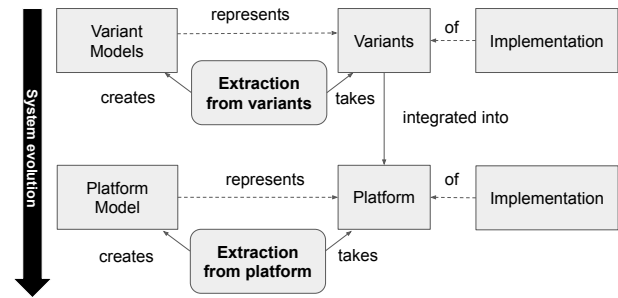 represents
Variant
Models
Variants
of
Implementation
Extraction
from variants
creates
takes
System evolution
integrated into
represents
Platform
Model
Platform
of
Implementation
Extraction
from platform
creates
takes